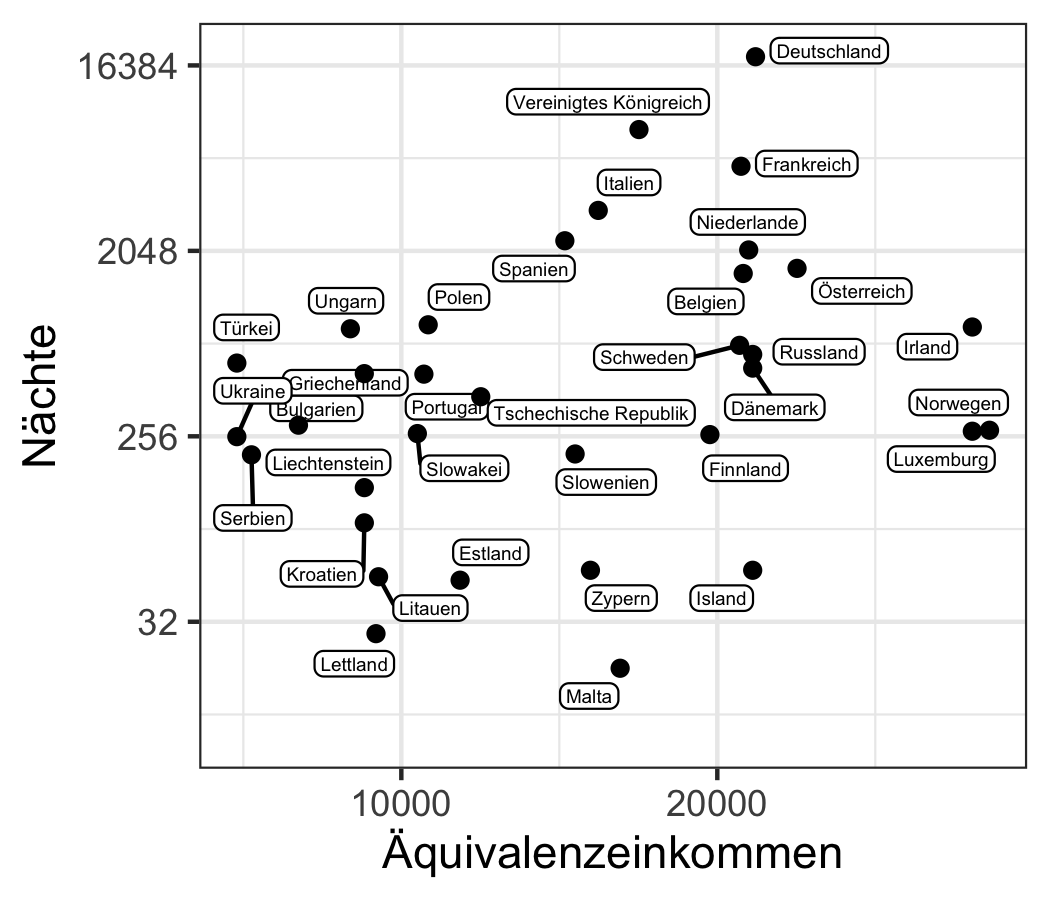 16384
Deutschland
Vereinigtes Königreich
Frankreich
Italien
Niederlande
2048
Spanien
Österreich
Belgien
Polen
Ungarn
Türkei
Irland
Russland
Schweden
Griechenland
Ukraine
Norwegen
Portugal
Dänemark
Bulgarien
Tschechische Republik
256
Luxemburg
Liechtenstein
Slowakei
Finnland
Slowenien
Serbien
Estland
Kroatien
Zypern
Island
Litauen
32
Lettland
Malta
Nächte
10000
20000
Äquivalenzeinkommen